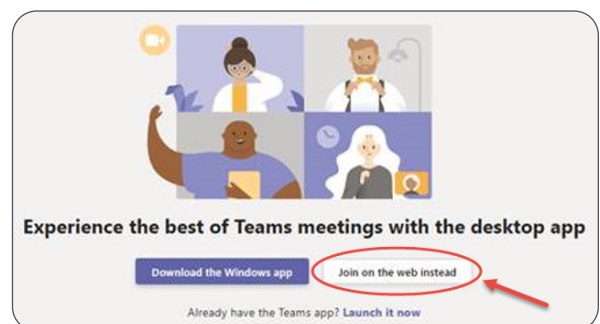 Experience the best of Teams meetings with the desktop app
Download the Windows app
Join on the web instead
Already have the Teams app? Launch it now